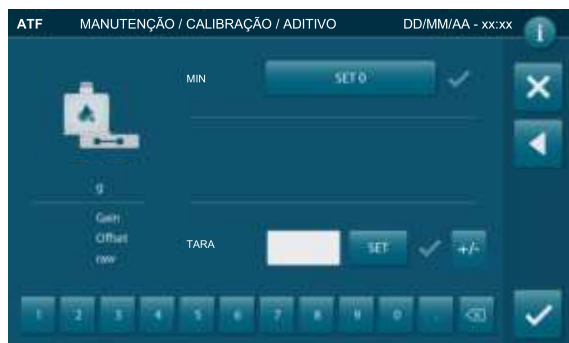 ATF MANUTENÇÃO / CALIBRAÇÃO / ADITIVO DD/MM/AA - xx:xx i
MIN SET 0
g
Gain
Offset
raw
TARA SET +/-
1 2 3 4 5 6 7 8 9 0 .